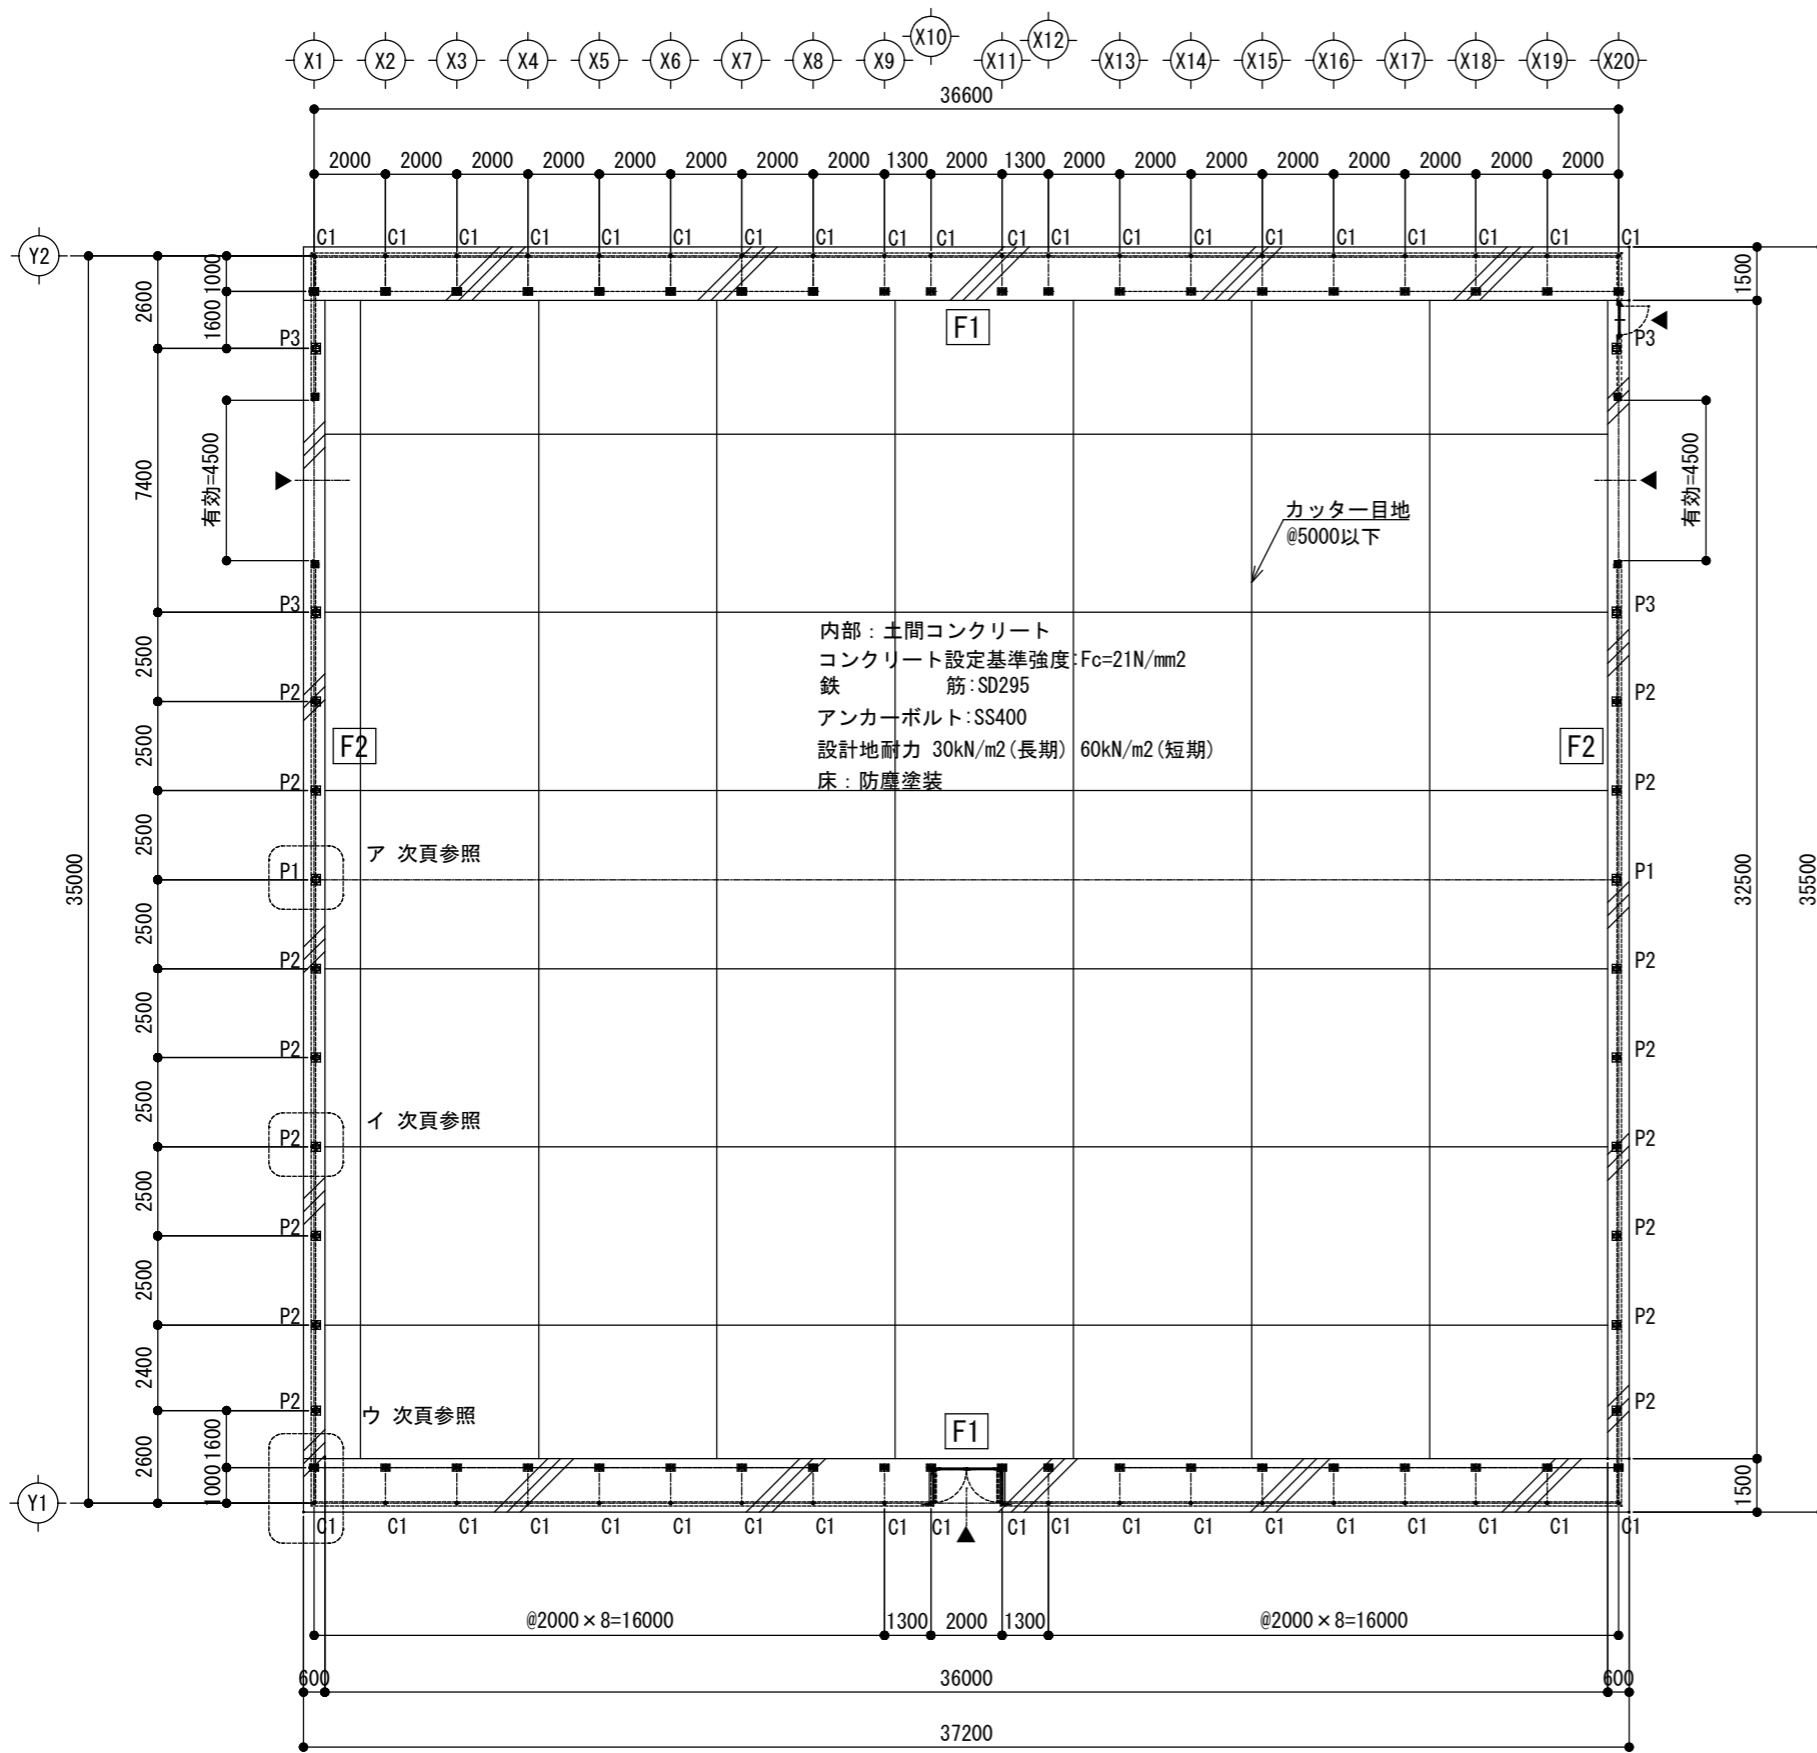 X1 X2 X3 X4 X5 X6 X7 X8 X9 X10 X11 X12 X13 X14 X15 X16 X17 X18 X19 X20
36600
2000 2000 2000 2000 2000 2000 2000 2000 1300 2000 1300 2000 2000 2000 2000 2000 2000 2000 2000
C1 C1 C1 C1 C1 C1 C1 C1 C1 C1 C1 C1 C1 C1 C1 C1 C1 C1 C1 C1
Y2
2600
1000
1600
1500
F1
P3
P3
7400
有効=4500
有効=4500
カッター目地
@5000以下
P3
P3
内部：土間コンクリート
コンクリート設定基準強度:Fc=21N/mm2
鉄 筋:SD295
アンカーボルト:SS400
設計地耐力 30kN/m2(長期) 60kN/m2(短期)
床：防塵塗装
2500
P2
P2
F2
F2
2500
P2
P2
2500
ア 次頁参照
P1
P1
35000
32500
35500
2500
P2
P2
2500
P2
P2
2500
イ 次頁参照
P2
P2
2500
P2
P2
2500
P2
P2
2400
P2
P2
ウ 次頁参照
F1
2600
1600
1000
1500
Y1
C1 C1 C1 C1 C1 C1 C1 C1 C1 C1 C1 C1 C1 C1 C1 C1 C1 C1 C1 C1
@2000×8=16000 1300 2000 1300 @2000×8=16000
600 36000 600
37200